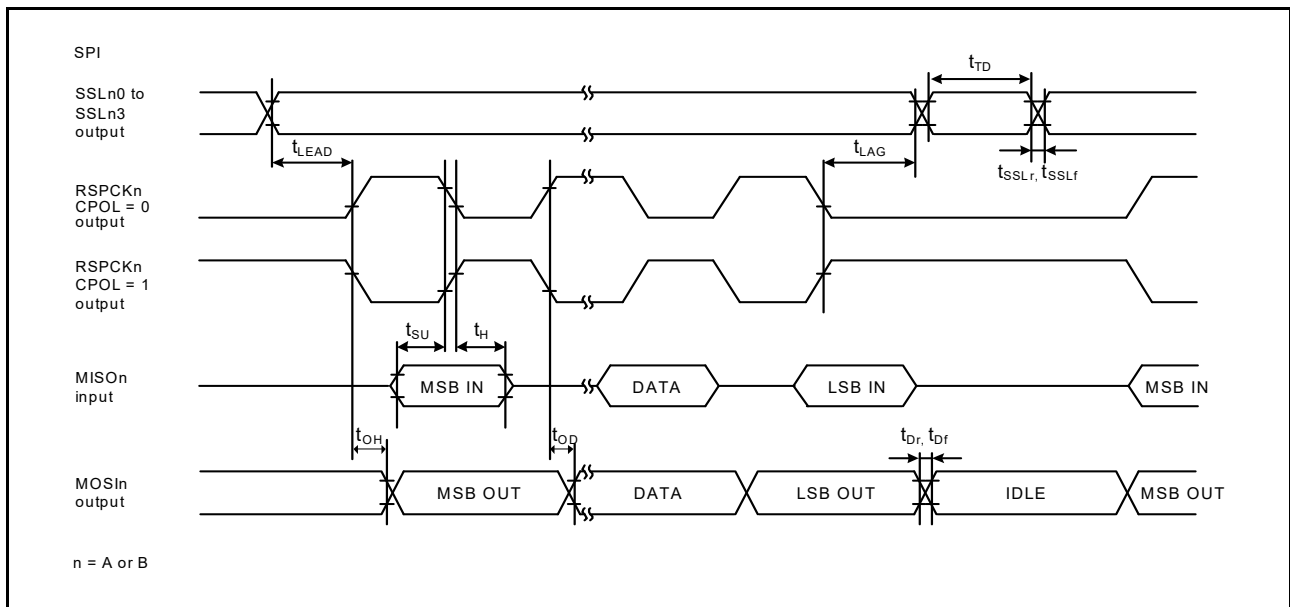 SPI
SSLn0 to
SSLn3
output
tTD
tLEAD
tLAG
tSSLr, tSSLf
RSPCKn
CPOL = 0
output
RSPCKn
CPOL = 1
output
tSU
tH
MISOn
input
MSB IN
DATA
LSB IN
MSB IN
tOH
tOD
tDr, tDf
MOSIn
output
MSB OUT
DATA
LSB OUT
IDLE
MSB OUT
n = A or B